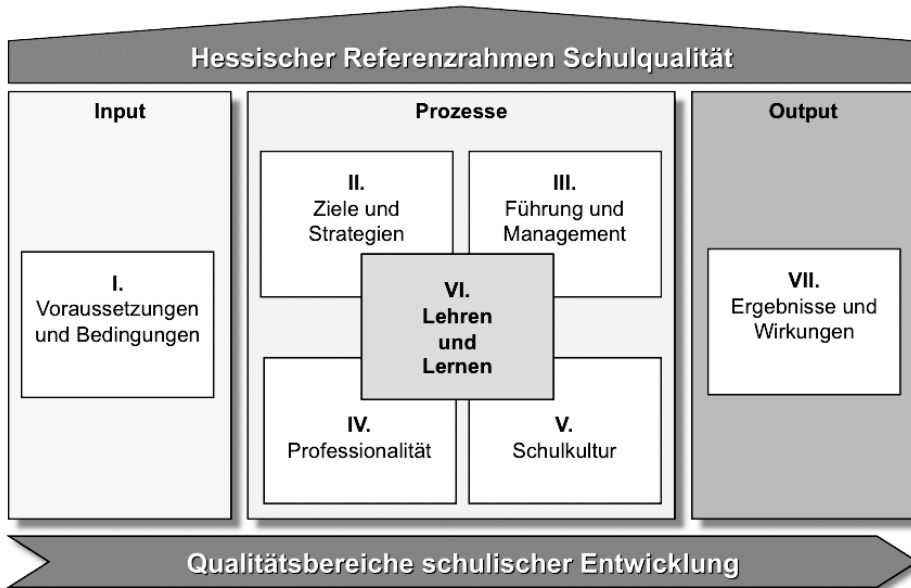 Hessischer Referenzrahmen Schulqualität
Input
I.
Voraussetzungen
und Bedingungen
Prozesse
II.
Ziele und
Strategien
III.
Führung und
Management
VI.
Lehren
und
Lernen
IV.
Professionalität
V.
Schulkultur
Output
VII.
Ergebnisse und
Wirkungen
Qualitätsbereiche schulischer Entwicklung